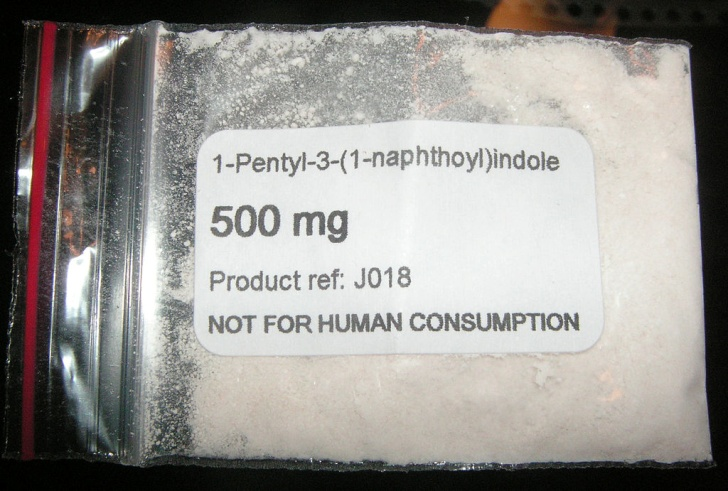 1-Pentyl-3-(1-naphthoyl)indole
500 mg
Product ref: J018
NOT FOR HUMAN CONSUMPTION